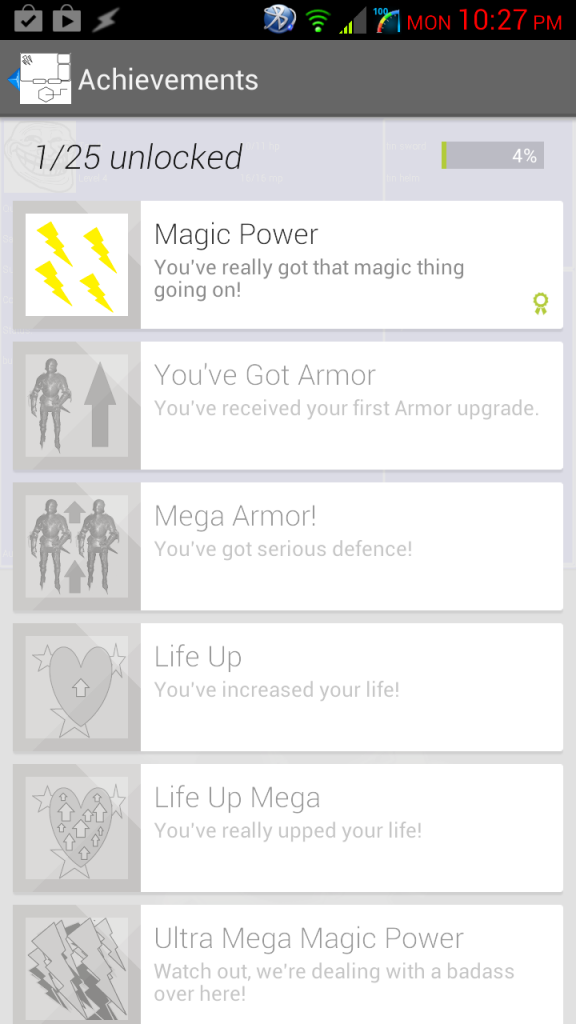 100 MON 10:27 PM
Achievements
1/25 unlocked
4%
Magic Power
You've really got that magic thing
going on!
You've Got Armor
You've received your first Armor upgrade.
Mega Armor!
You've got serious defence!
Life Up
You've increased your life!
Life Up Mega
You've really upped your life!
Ultra Mega Magic Power
Watch out, we're dealing with a badass
over here!